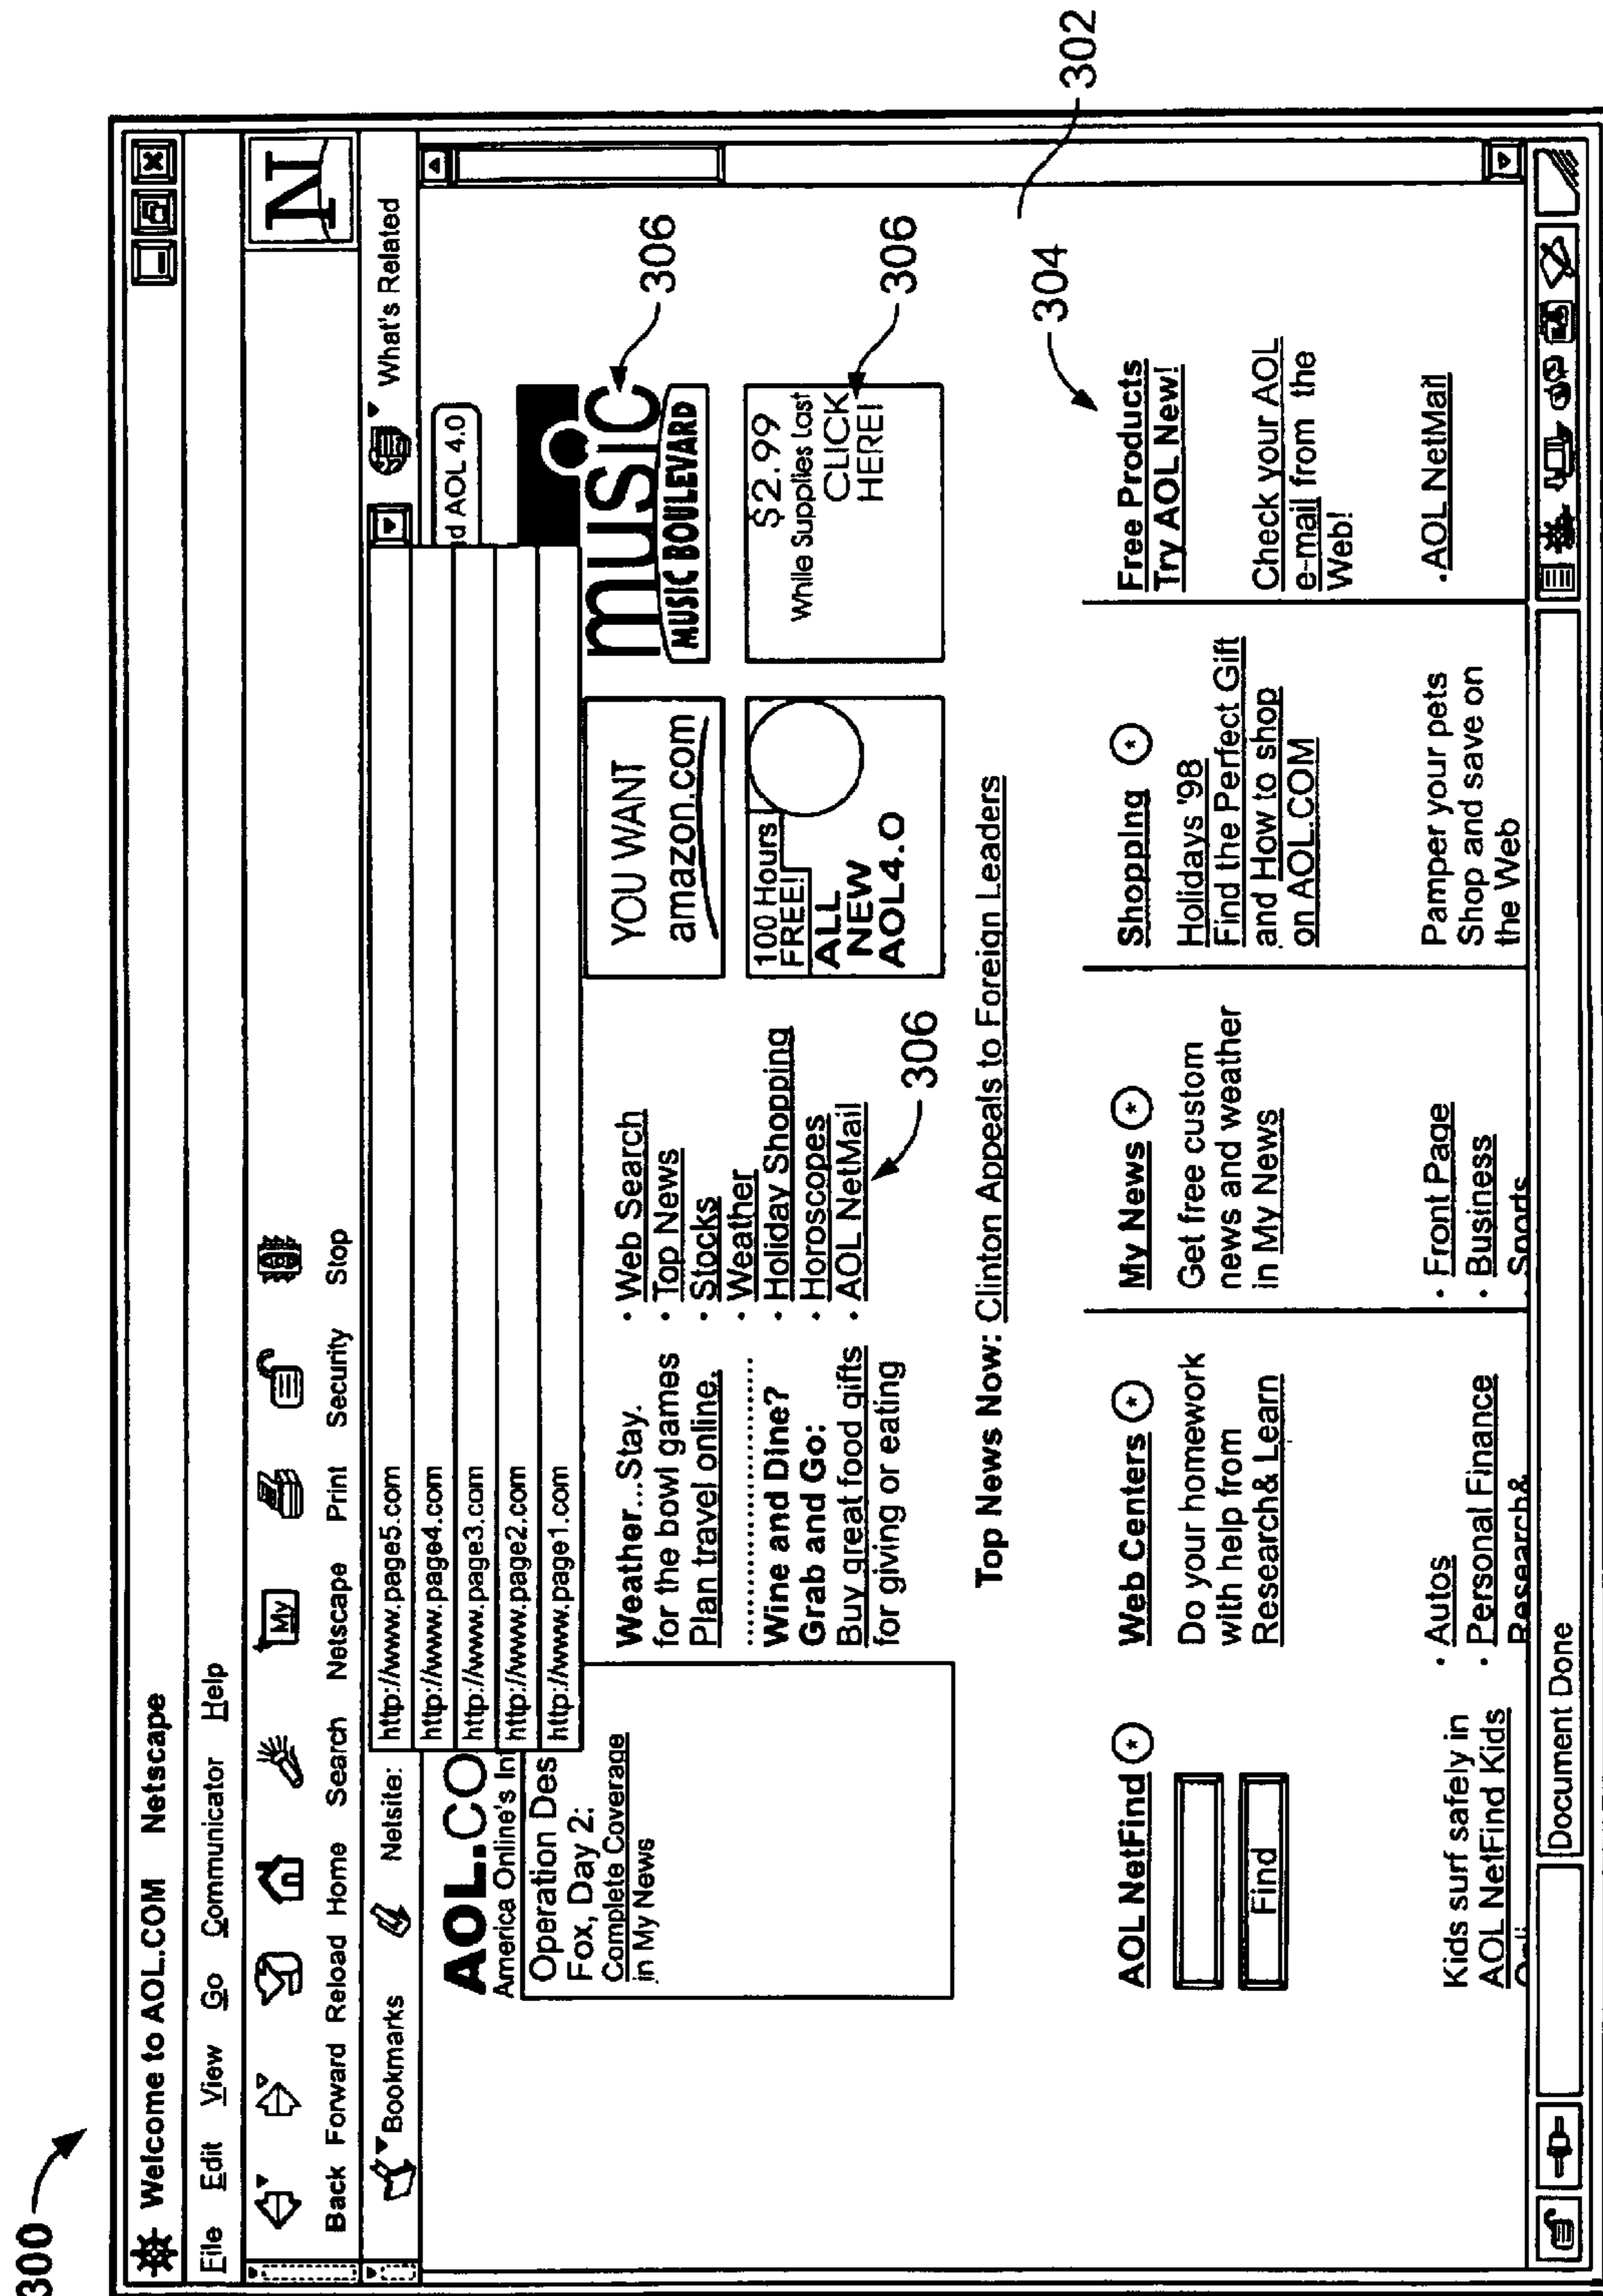 300
Welcome to AOL.COM Netscape
File Edit View Go Communicator Help
My
N
Back Forward Reload Home Search Netscape Print Security Stop
Bookmarks Netsite:
What's Related
http://www.page5.com
http://www.page4.com
http://www.page3.com
http://www.page2.com
http://www.page1.com
AOL.CO
America Online's In
d AOL 4.0
Operation Des
Fox, Day 2:
Complete Coverage
in My News
Weather...Stay.
for the bowl games
Plan travel online.
Wine and Dine?
Grab and Go:
Buy great food gifts
for giving or eating
· Web Search
· Top News
· Stocks
· Weather
· Holiday Shopping
· Horoscopes
· AOL NetMail
306
YOU WANT
amazon.com
music
MUSIC BOULEVARD
306
100 Hours
FREE!
ALL
NEW
AOL4.0
$2.99
While Supplies Last
CLICK
HERE!
306
Top News Now: Clinton Appeals to Foreign Leaders
304
302
AOL NetFind
Find
Kids surf safely in
AOL NetFind Kids
Web Centers
Do your homework
with help from
Research& Learn
· Autos
· Personal Finance
Research&
My News
Get free custom
news and weather
in My News
· Front Page
· Business
Sports
Shopping
Holidays '98
Find the Perfect Gift
and How to shop
on AOL.COM
Pamper your pets
Shop and save on
the Web
Free Products
Try AOL New!
Check your AOL
e-mail from the
Web!
· AOL NetMail
Document Done